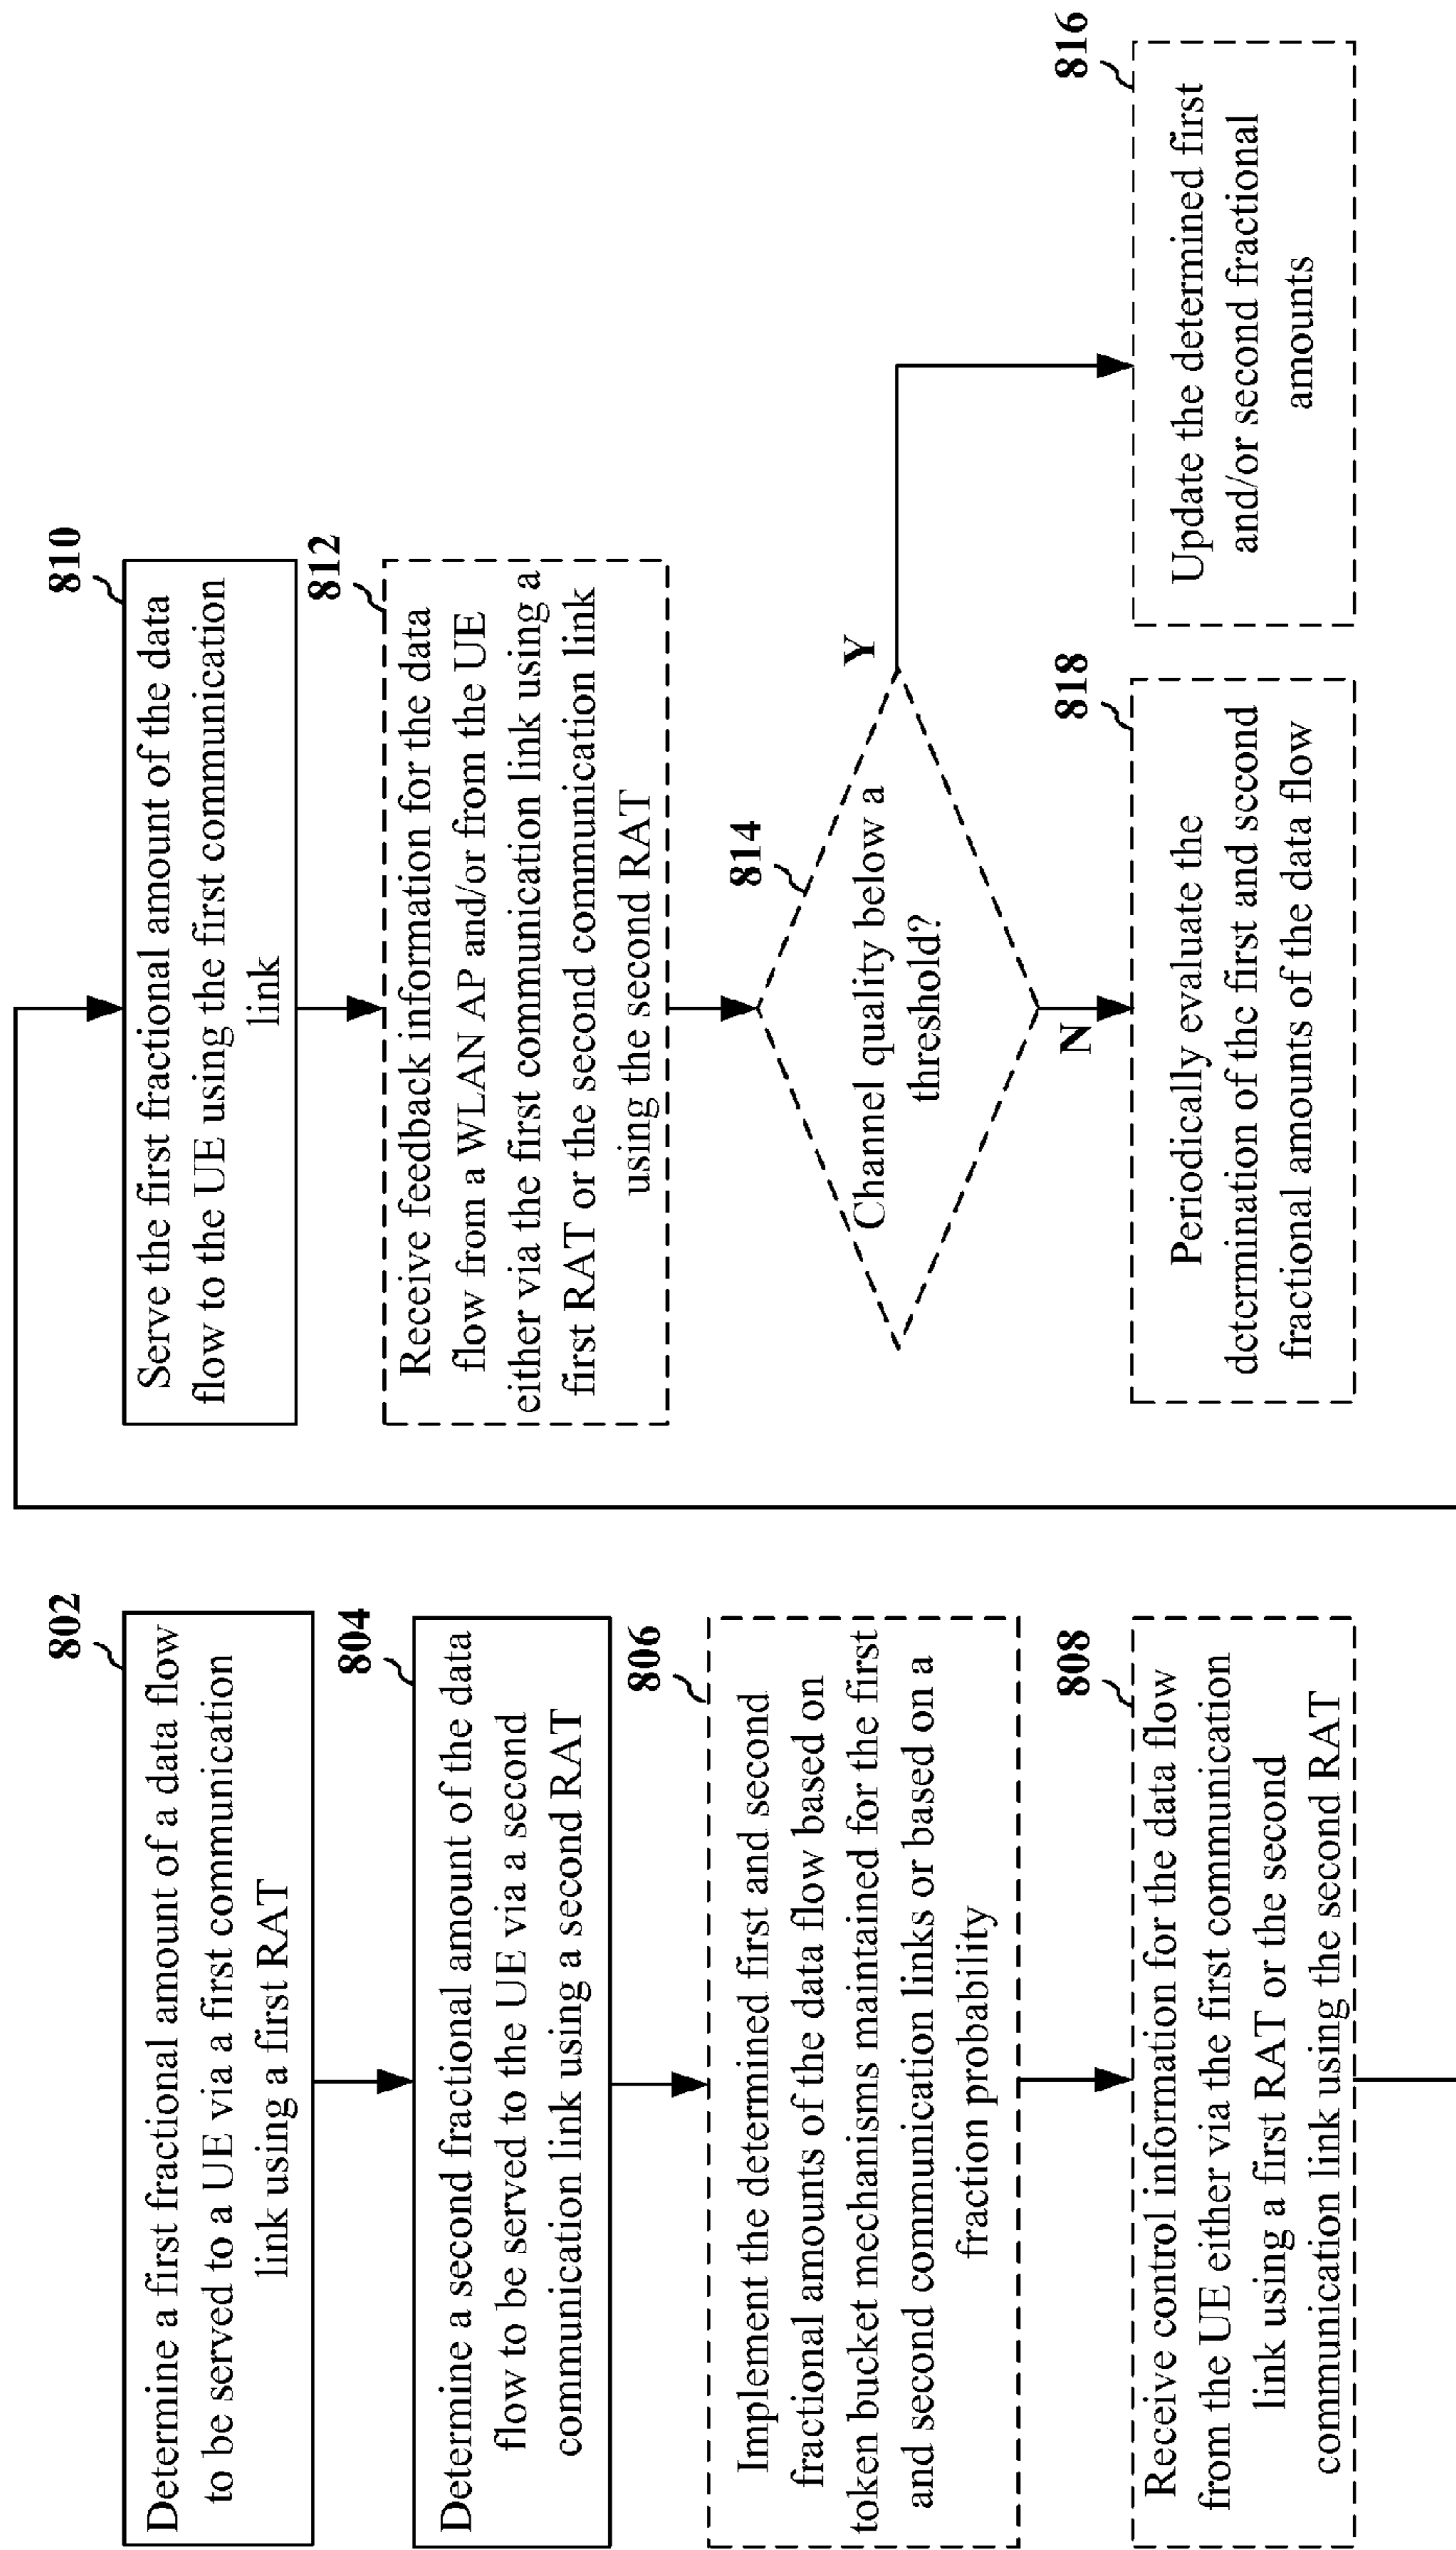 802
Determine a first fractional amount of a data flow
to be served to a UE via a first communication
link using a first RAT
804
Determine a second fractional amount of the data
flow to be served to the UE via a second
communication link using a second RAT
806
Implement the determined first and second
fractional amounts of the data flow based on
token bucket mechanisms maintained for the first
and second communication links or based on a
fraction probability
808
Receive control information for the data flow
from the UE either via the first communication
link using a first RAT or the second
communication link using the second RAT
810
Serve the first fractional amount of the data
flow to the UE using the first communication
link
812
Receive feedback information for the data
flow from a WLAN AP and/or from the UE
either via the first communication link using a
first RAT or the second communication link
using the second RAT
814
Channel quality below a
threshold?
Y
N
816
Update the determined first
and/or second fractional
amounts
818
Periodically evaluate the
determination of the first and second
fractional amounts of the data flow